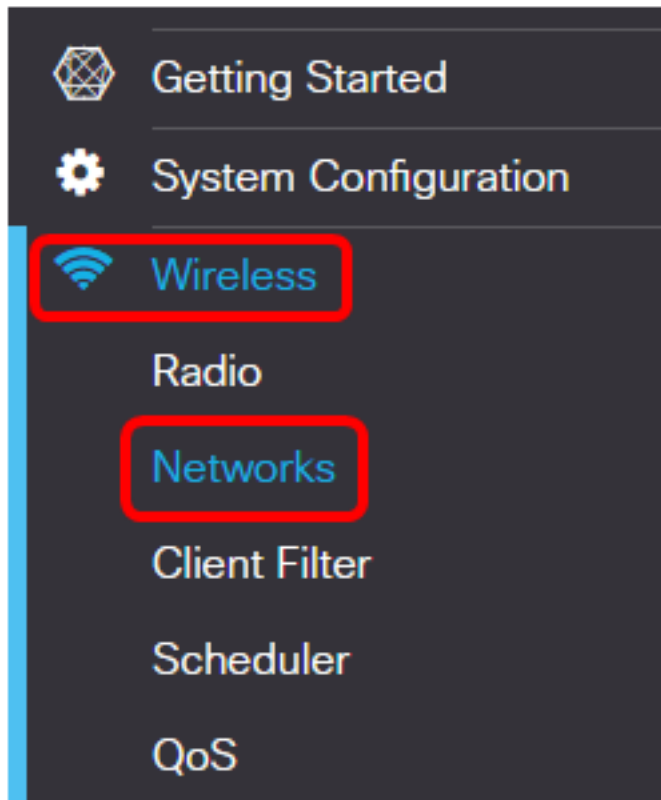 Getting Started
System Configuration
Wireless
Radio
Networks
Client Filter
Scheduler
QoS